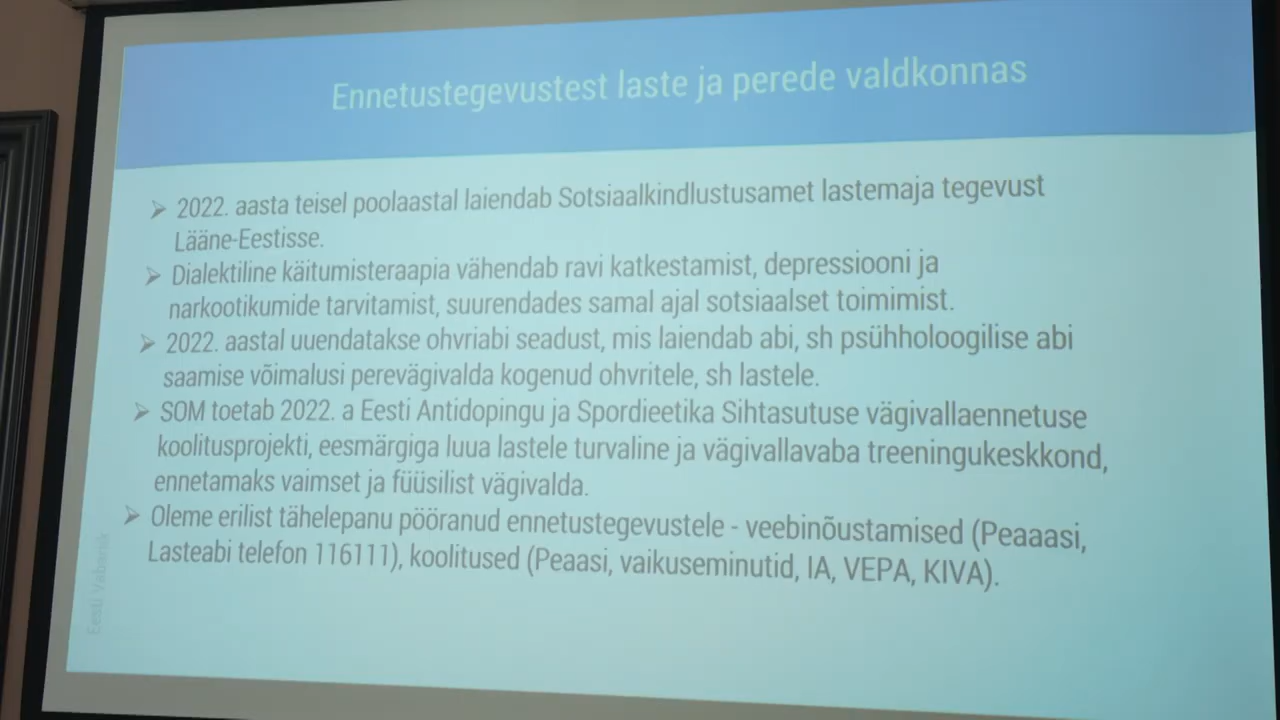 Ennetustegevustest laste ja perede valdkonnas
➢ 2022. aasta teisel poolaastal laiendab Sotsiaalkindlustusamet lastemaja tegevust
Lääne-Eestisse.
➢ Dialektiline käitumisteraapia vähendab ravi katkestamist, depressiooni ja
narkootikumide tarvitamist, suurendades samal ajal sotsiaalset toimimist.
➢ 2022. aastal uuendatakse ohvriabi seadust, mis laiendab abi, sh psühholoogilise abi
saamise võimalusi perevägivalda kogenud ohvritele, sh lastele.
➢ SOM toetab 2022. a Eesti Antidopingu ja Spordieetika Sihtasutuse vägivallaennetuse
koolitusprojekti, eesmärgiga luua lastele turvaline ja vägivallavaba treeningukeskkond,
ennetamaks vaimset ja füüsilist vägivalda.
➢ Oleme erilist tähelepanu pööranud ennetustegevustele - veebinõustamised (Peaaasi,
Lasteabi telefon 116111), koolitused (Peaasi, vaikuseminutid, IA, VEPA, KIVA).
Eesti Vabariik